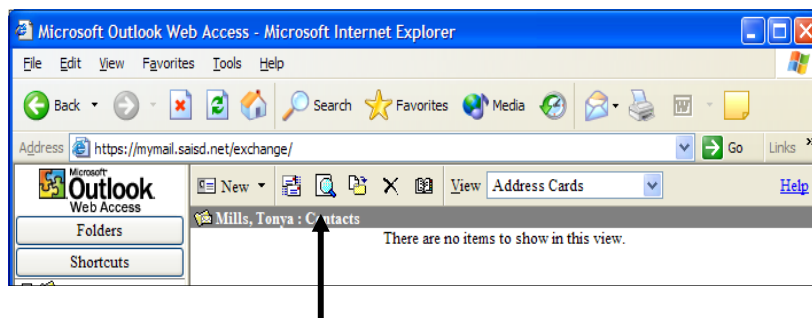 Microsoft Outlook Web Access - Microsoft Internet Explorer
File Edit View Favorites Tools Help
Back Search Favorites Media
Address https://mymail.saisd.net/exchange/ Go Links »
Microsoft
Outlook
Web Access
New View Address Cards Help
Folders
Mills, Tonya : Contacts
There are no items to show in this view.
Shortcuts